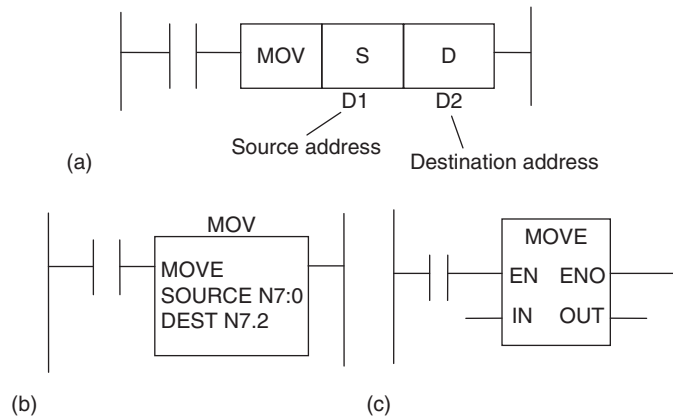 MOV S D
D1 D2
Source address
Destination address
(a)
MOV
MOVE
SOURCE N7:0
DEST N7.2
(b)
MOVE
EN ENO
IN OUT
(c)